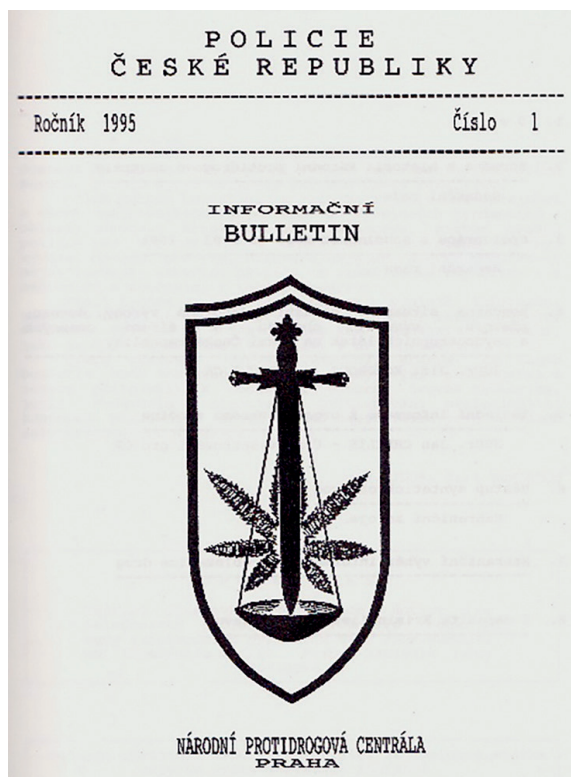 POLICIE
ČESKÉ REPUBLIKY
Ročník 1995 Číslo 1
INFORMAČNÍ
BULLETIN
NÁRODNÍ PROTIDROGOVÁ CENTRÁLA
PRAHA